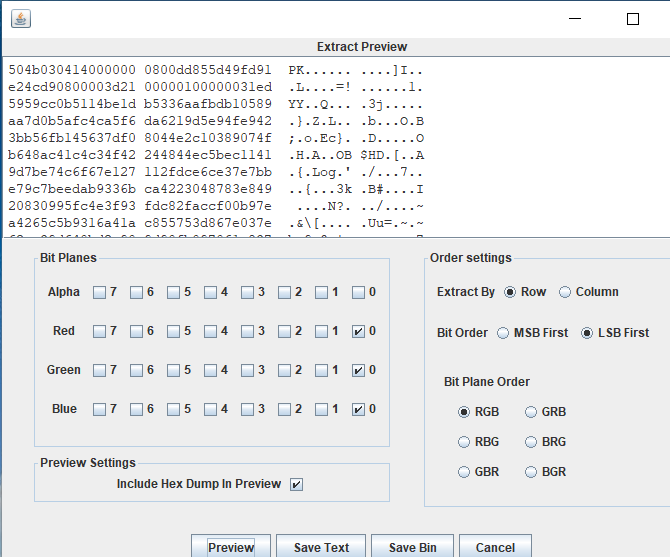 Extract Preview
504b030414000000 0800dd855d49fd91 PK...... ....]I..
e24cd90800003d21 00000100000031ed .L....=! ......1.
5959cc0b5114be1d b5336aafbdb10589 YY..Q... .3j.....
aa7d0b5afc4ca5f6 da6219d5e94fe942 .}.Z.L.. .b...O.B
3bb56fb145637df0 8044e2c10389074f ;.o.Ec}. .D.....O
b648ac41c4c34f42 244844ec5bec1141 .H.A..OB $HD.[..A
9d7be74c6f67e127 112fdce6ce37e7bb .{.Log.' ./...7..
e79c7beedab9336b ca4223048783e849 ..{...3k .B#....I
20830995fc4e3f93 fdc82faccf00b97e ....N?. ../....~
a4265c5b9316a41a c855753d867e037e .&\[.... .Uu=.~.~
Bit Planes
Alpha 7 6 5 4 3 2 1 0
Red 7 6 5 4 3 2 1 0
Green 7 6 5 4 3 2 1 0
Blue 7 6 5 4 3 2 1 0
Preview Settings
Include Hex Dump In Preview
Order settings
Extract By Row Column
Bit Order MSB First LSB First
Bit Plane Order
RGB GRB
RBG BRG
GBR BGR
Preview Save Text Save Bin Cancel